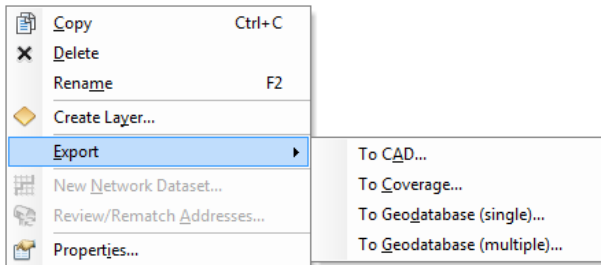 Copy Ctrl+C
Delete
Rename F2
Create Layer...
Export
To CAD...
To Coverage...
To Geodatabase (single)...
To Geodatabase (multiple)...
New Network Dataset...
Review/Rematch Addresses...
Properties...